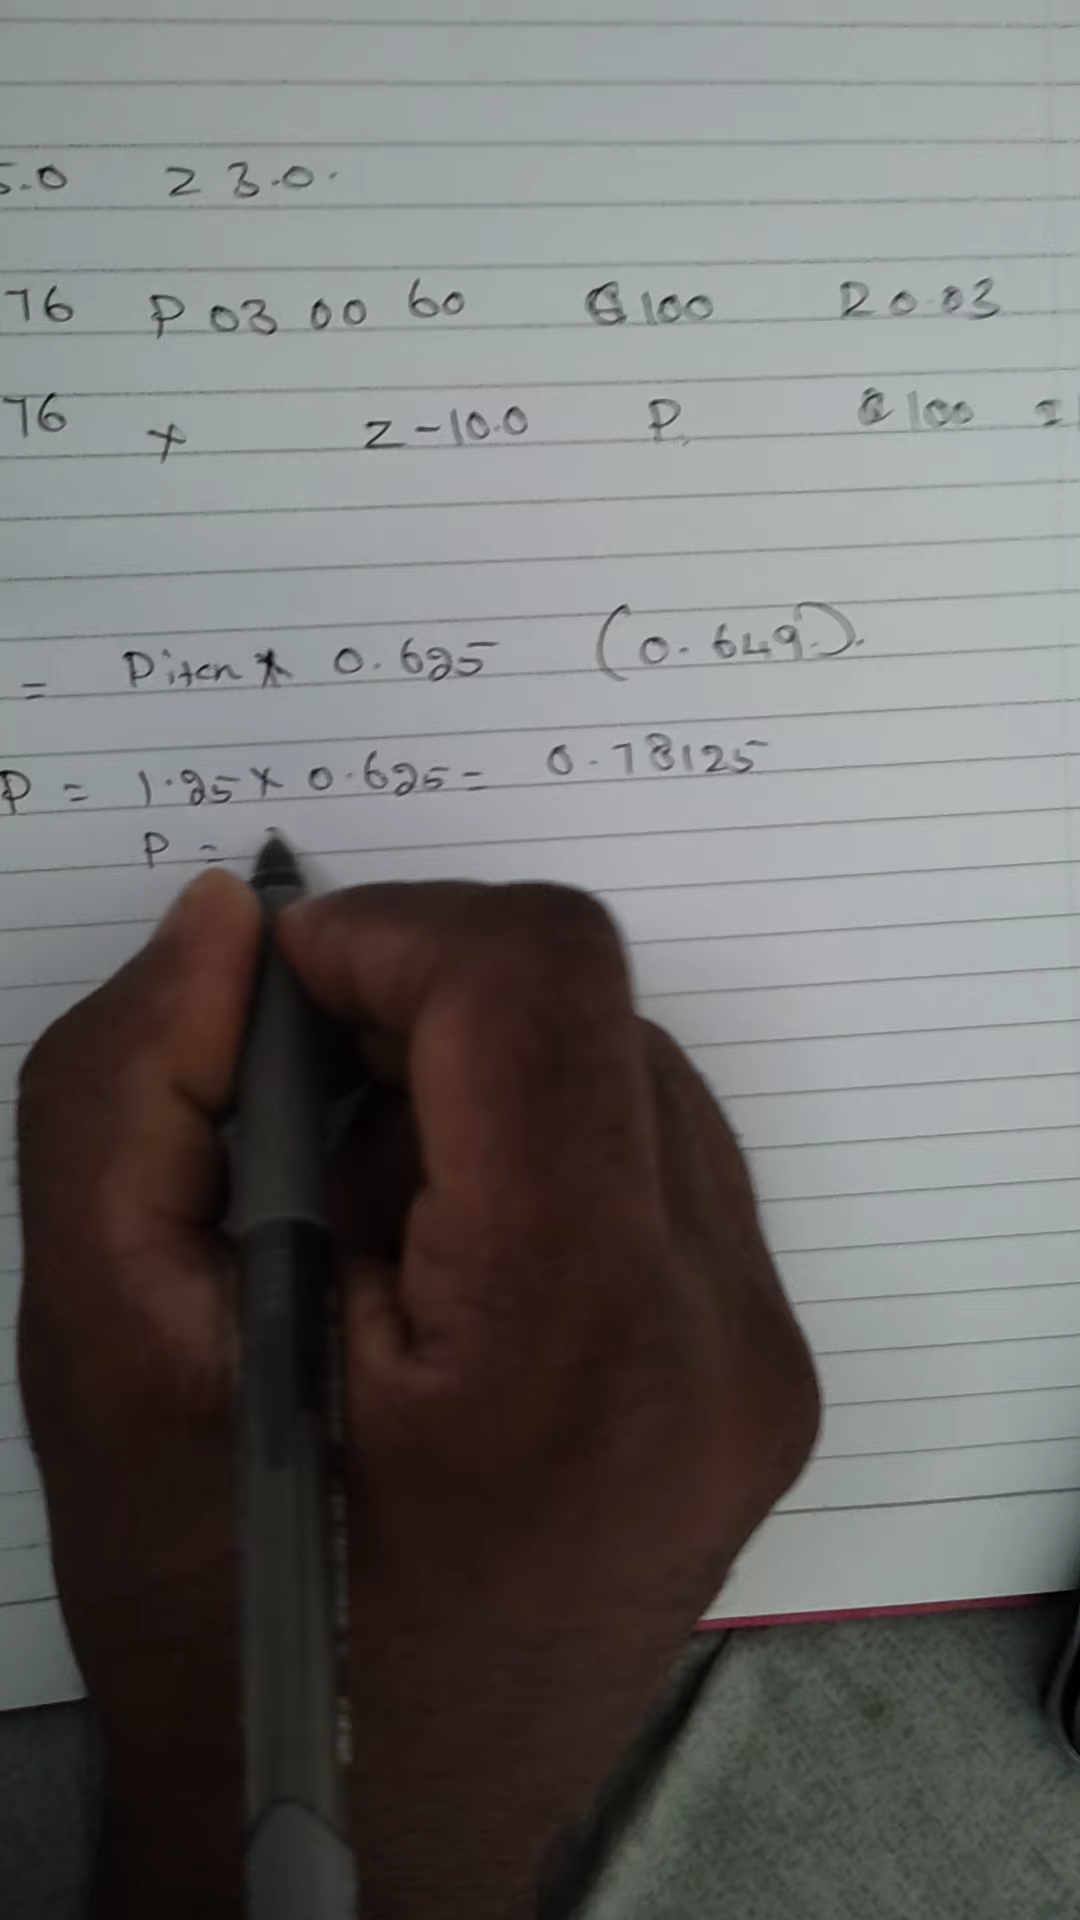 5.0 Z 3.0.
76 P 03 00 60 Q100 R0.03
76 X Z-10.0 P Q100
= Pitch * 0.625 (0.649).
P = 1.25 x 0.625 = 0.78125
P =